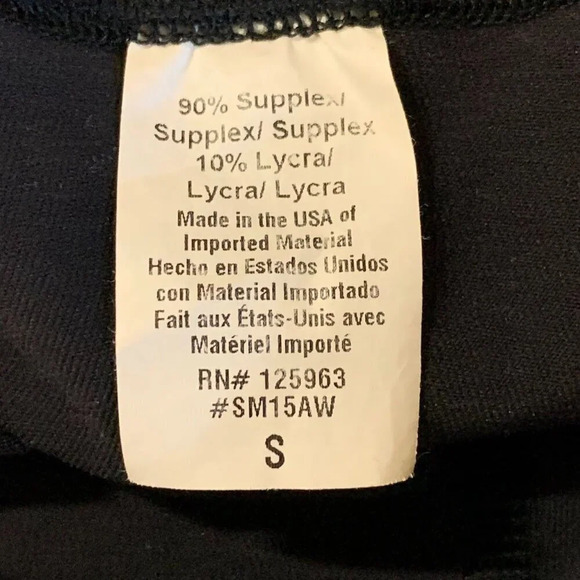 90% Supplex/
Supplex/ Supplex
10% Lycra/
Lycra/ Lycra
Made in the USA of
Imported Material
Hecho en Estados Unidos
con Material Importado
Fait aux États-Unis avec
Matériel Importé
RN# 125963
#SM15AW
S